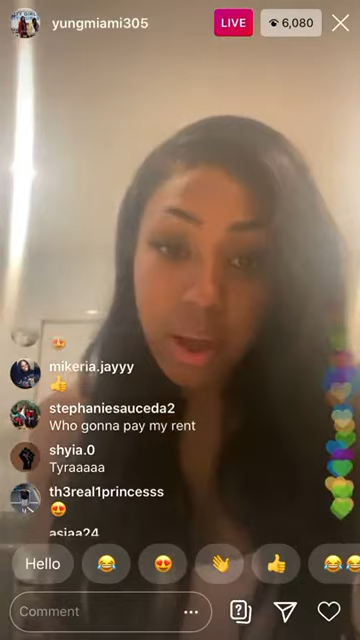 yungmiami305
LIVE
6,080
mikeria.jayyy
stephaniesauceda2
Who gonna pay my rent
shyia.0
Tyraaaaa
th3real1princesss
asiaa24
Hello
Comment